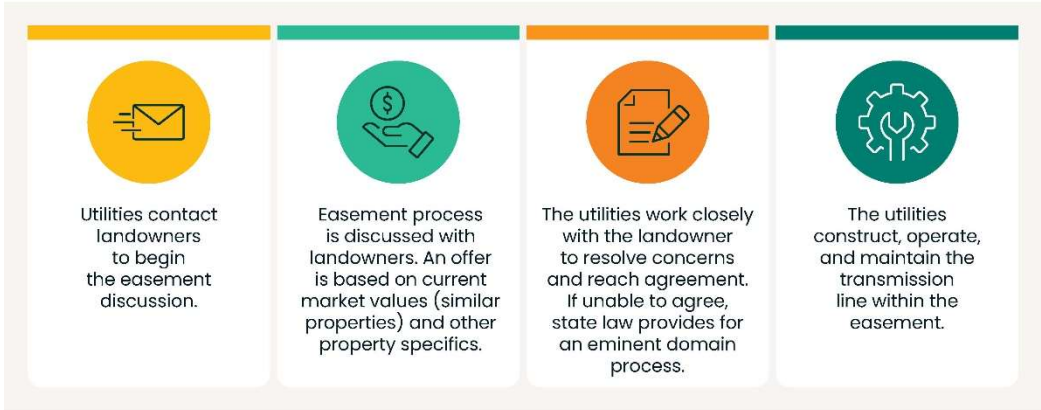 Utilities contact
landowners
to begin
the easement
discussion.
Easement process
is discussed with
landowners. An offer
is based on current
market values (similar
properties) and other
property specifics.
The utilities work closely
with the landowner
to resolve concerns
and reach agreement.
If unable to agree,
state law provides for
an eminent domain
process.
The utilities
construct, operate,
and maintain the
transmission
line within the
easement.